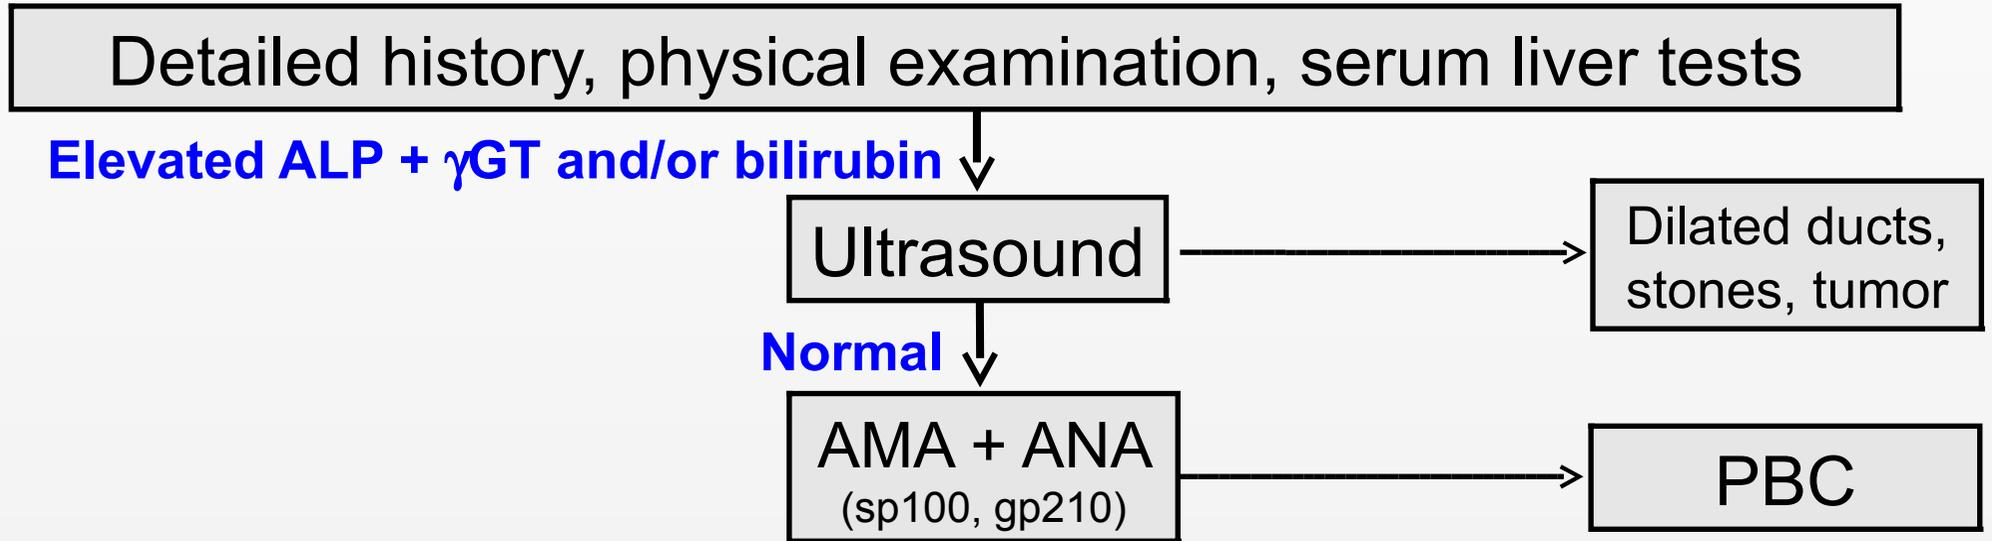 Detailed history, physical examination, serum liver tests
Elevated ALP + γGT and/or bilirubin
Ultrasound
Dilated ducts,
stones, tumor
Normal
AMA + ANA
(sp100, gp210)
PBC